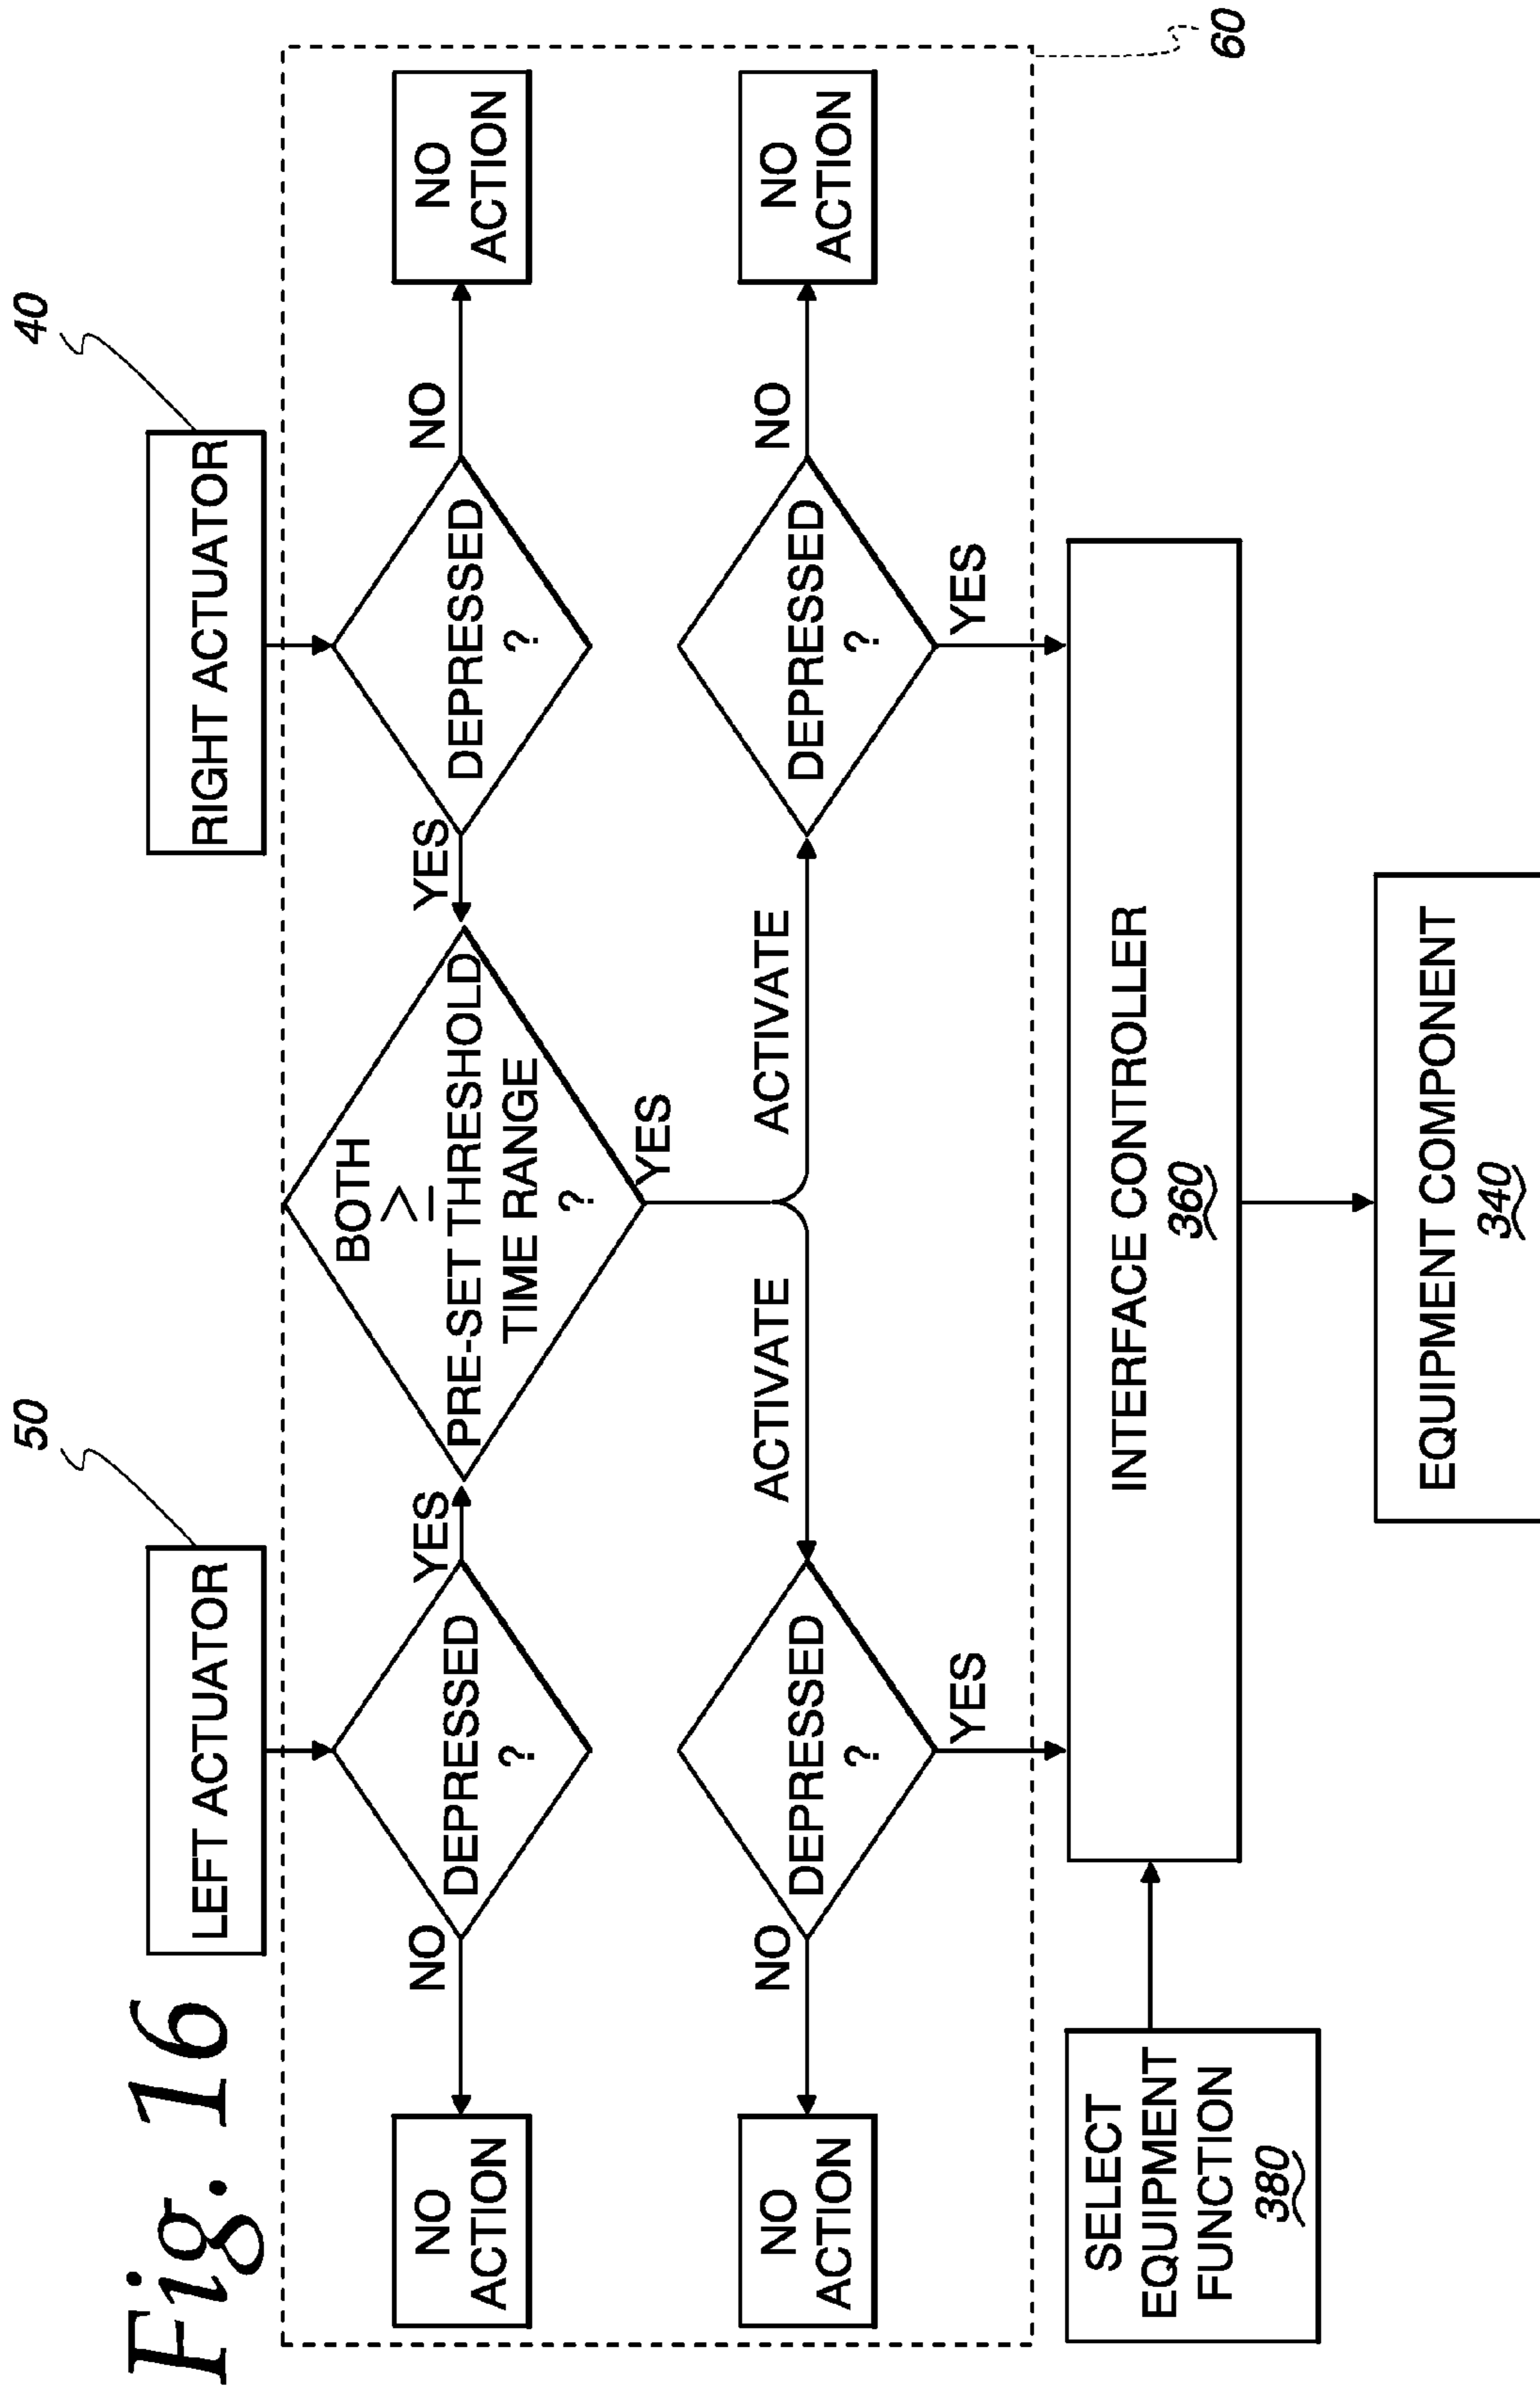 Fig. 16
50
40
LEFT ACTUATOR
RIGHT ACTUATOR
NO
ACTION
NO
DEPRESSED
?
YES
BOTH
≥
PRE-SET THRESHOLD
TIME RANGE
?
YES
YES
DEPRESSED
?
NO
NO
ACTION
NO
ACTION
NO
DEPRESSED
?
YES
ACTIVATE
ACTIVATE
DEPRESSED
?
YES
NO
NO
ACTION
60
SELECT
EQUIPMENT
FUNCTION
380
INTERFACE CONTROLLER
360
EQUIPMENT COMPONENT
340